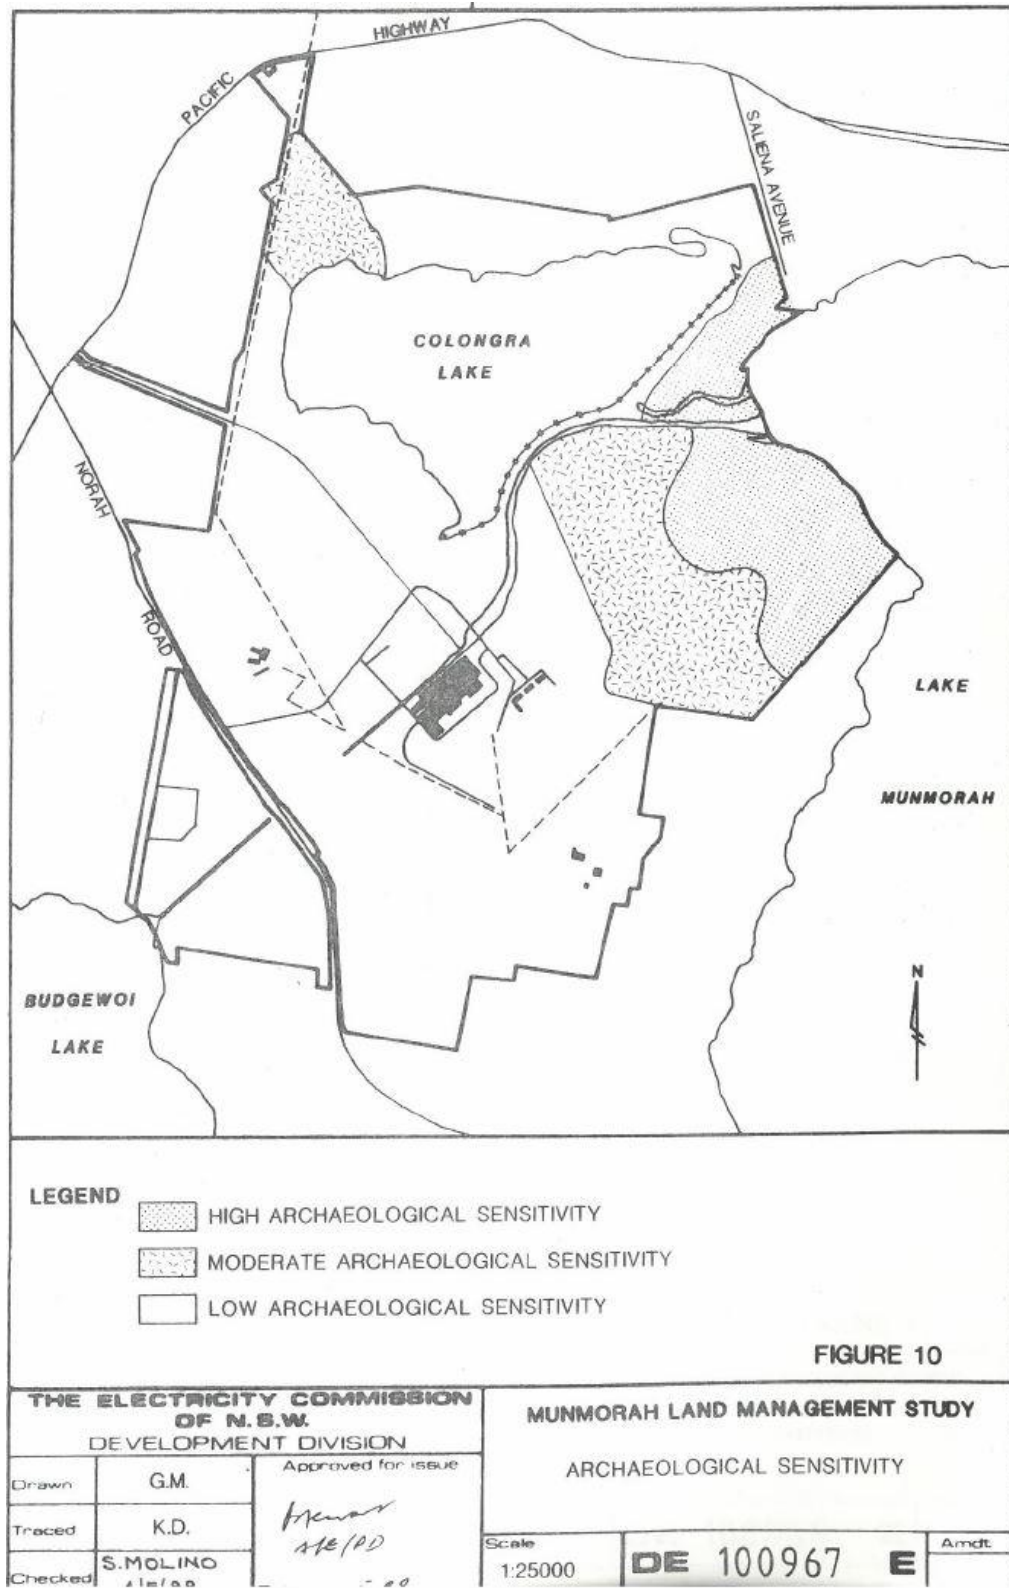 HIGHWAY
PACIFIC
SALIENA AVENUE
COLONGRA
LAKE
NORAH
ROAD
LAKE
MUNMORAH
BUDGEWOI
LAKE
N
LEGEND
HIGH ARCHAEOLOGICAL SENSITIVITY
MODERATE ARCHAEOLOGICAL SENSITIVITY
LOW ARCHAEOLOGICAL SENSITIVITY
FIGURE 10
THE ELECTRICITY COMMISSION
OF N.S.W.
DEVELOPMENT DIVISION
Drawn G.M.
Traced K.D.
Checked S.MOLINO
Approved for issue
A/E/PD
MUNMORAH LAND MANAGEMENT STUDY
ARCHAEOLOGICAL SENSITIVITY
Scale
1:25000
DE 100967 E
Amdt.